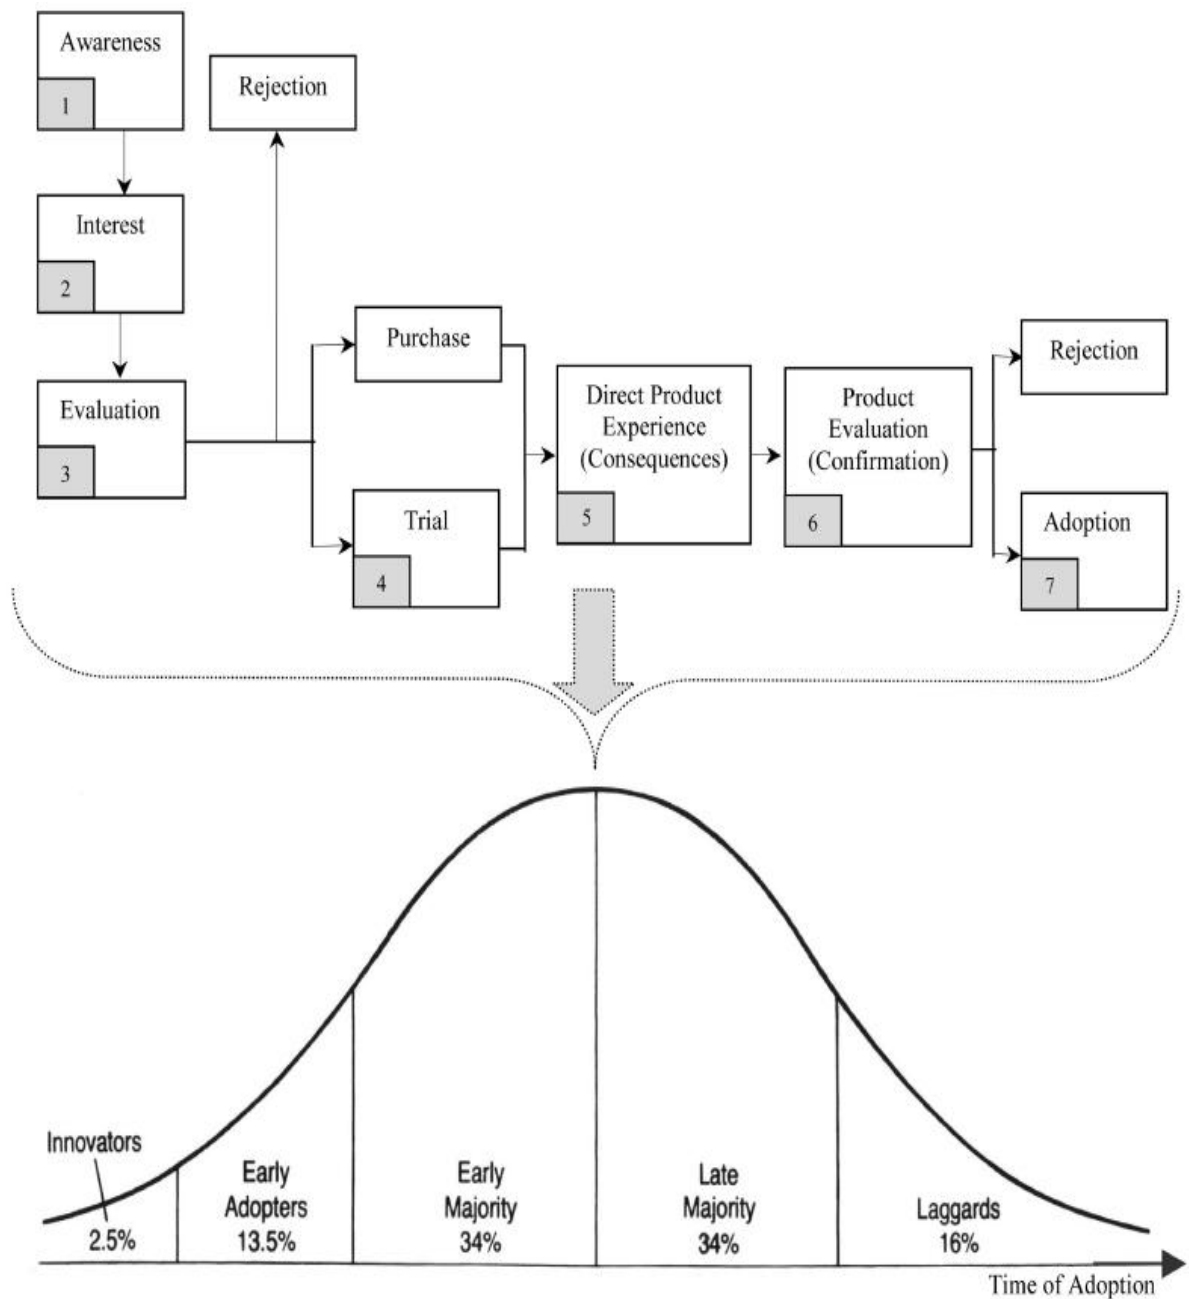 Awareness
1
Rejection
Interest
2
Evaluation
3
Purchase
Trial
4
Direct Product
Experience
(Consequences)
5
Product
Evaluation
(Confirmation)
6
Rejection
Adoption
7
Innovators
2.5%
Early
Adopters
13.5%
Early
Majority
34%
Late
Majority
34%
Laggards
16%
Time of Adoption